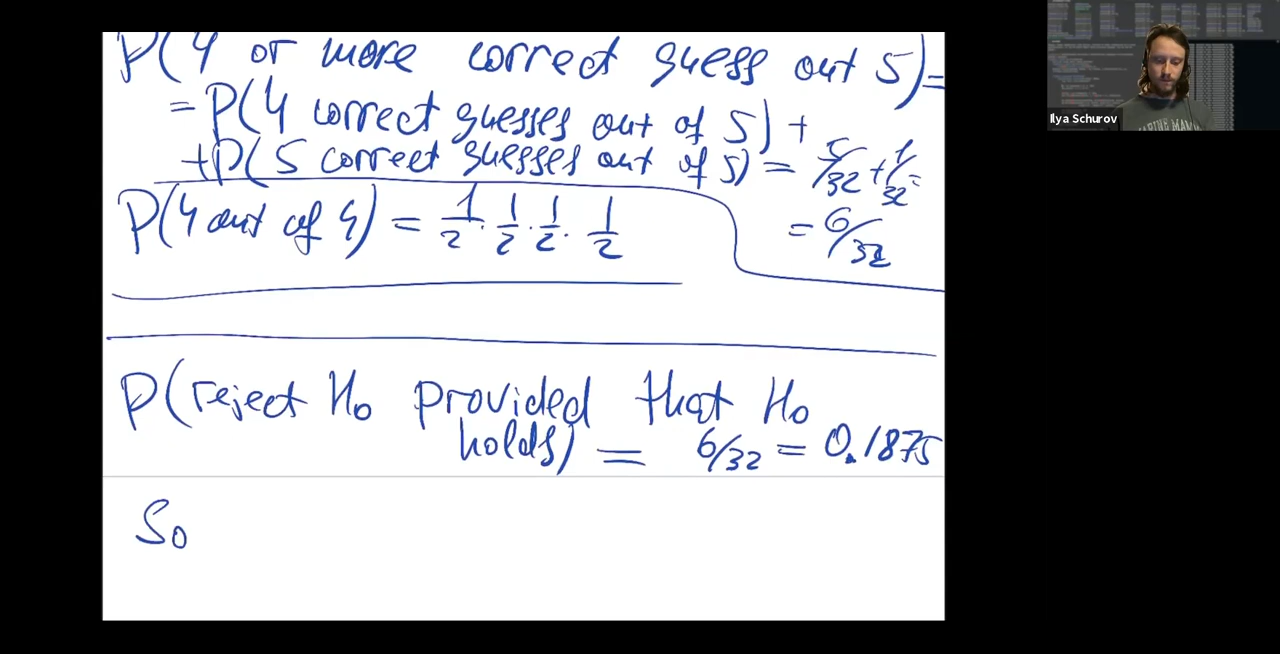 P(4 or more correct guess out 5)=
= P(4 correct guesses out of 5) +
+P(5 correct guesses out of 5) = 5/32 + 1/32 =
= 6/32
P(4 out of 4) = 1/2 · 1/2 · 1/2 · 1/2
P(reject H0 provided that H0
holds) = 6/32 = 0.1875
So
Ilya Schurov